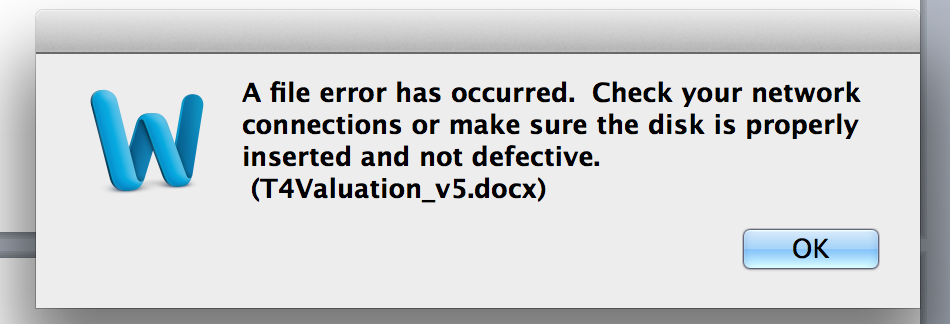 A file error has occurred.  Check your network
connections or make sure the disk is properly
inserted and not defective.
(T4Valuation_v5.docx)
OK